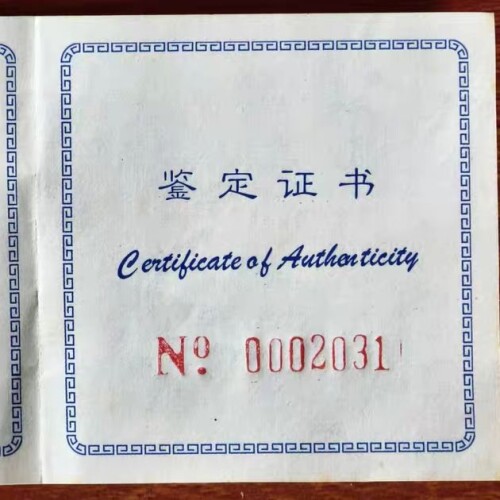 鉴定证书
Certificate of Authenticity
Nº 0002031